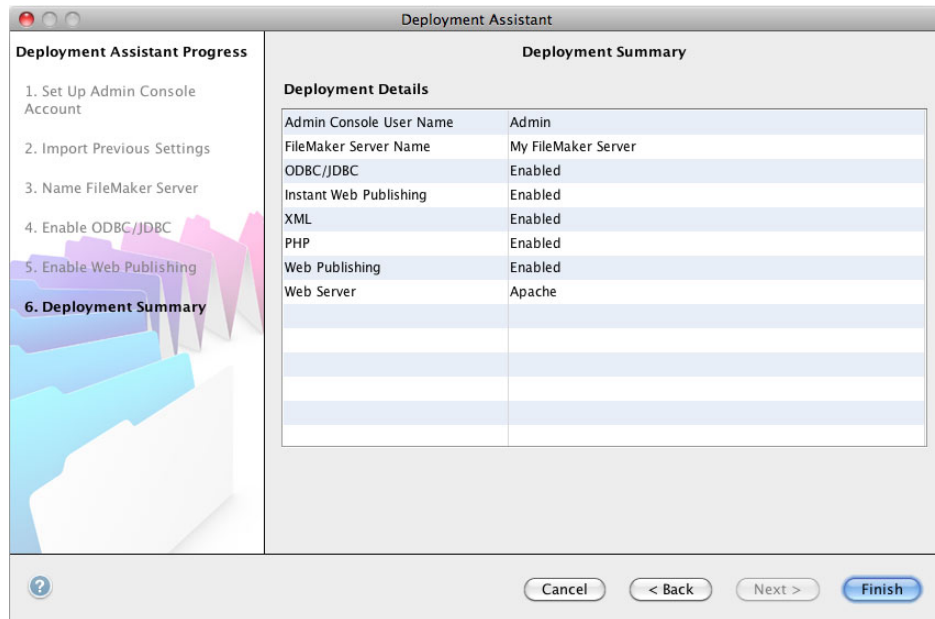 Deployment Assistant
Deployment Assistant Progress
1. Set Up Admin Console
Account
2. Import Previous Settings
3. Name FileMaker Server
4. Enable ODBC/JDBC
5. Enable Web Publishing
6. Deployment Summary
Deployment Summary
Deployment Details
Admin Console User Name Admin
FileMaker Server Name My FileMaker Server
ODBC/JDBC Enabled
Instant Web Publishing Enabled
XML Enabled
PHP Enabled
Web Publishing Enabled
Web Server Apache
? Cancel < Back Next > Finish